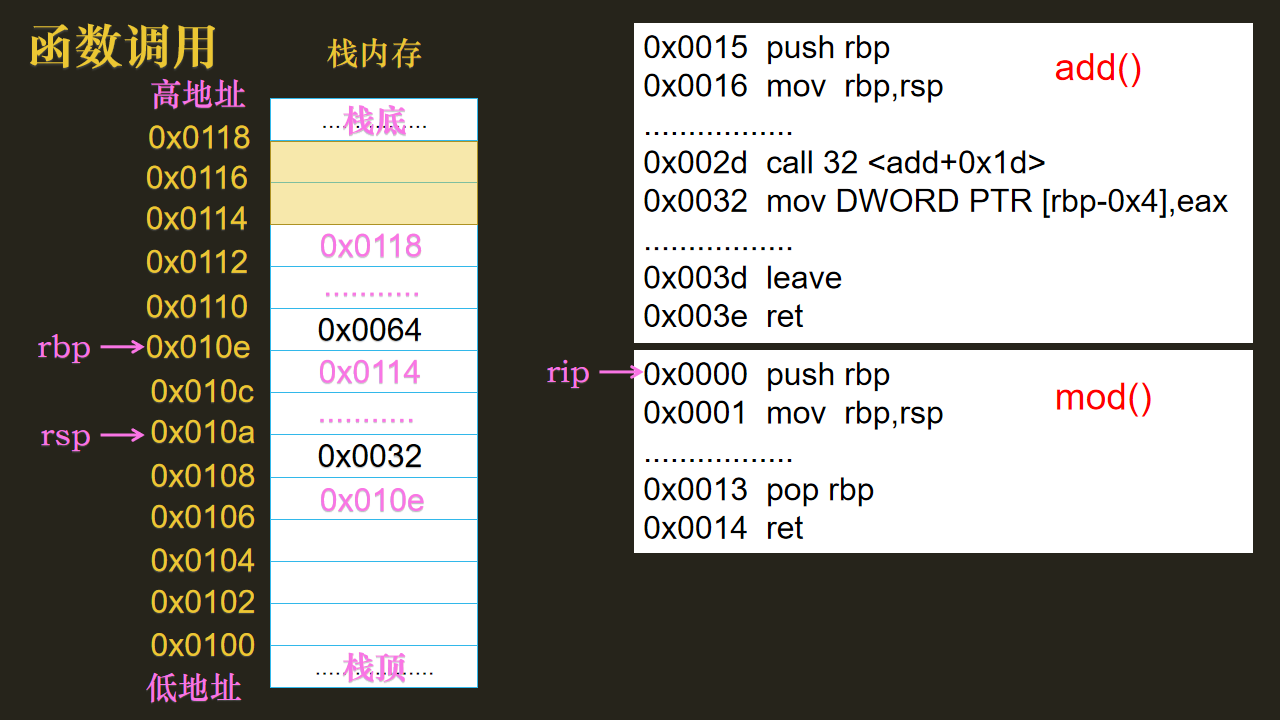 函数调用
栈内存
高地址
0x0118
0x0116
0x0114
0x0112
0x0110
rbp
0x010e
0x010c
rsp
0x010a
0x0108
0x0106
0x0104
0x0102
0x0100
低地址
栈底
0x0118
...........
0x0064
0x0114
...........
0x0032
0x010e
栈顶
add()
0x0015 push rbp
0x0016 mov rbp,rsp
.................
0x002d call 32 <add+0x1d>
0x0032 mov DWORD PTR [rbp-0x4],eax
.................
0x003d leave
0x003e ret
rip
mod()
0x0000 push rbp
0x0001 mov rbp,rsp
.................
0x0013 pop rbp
0x0014 ret